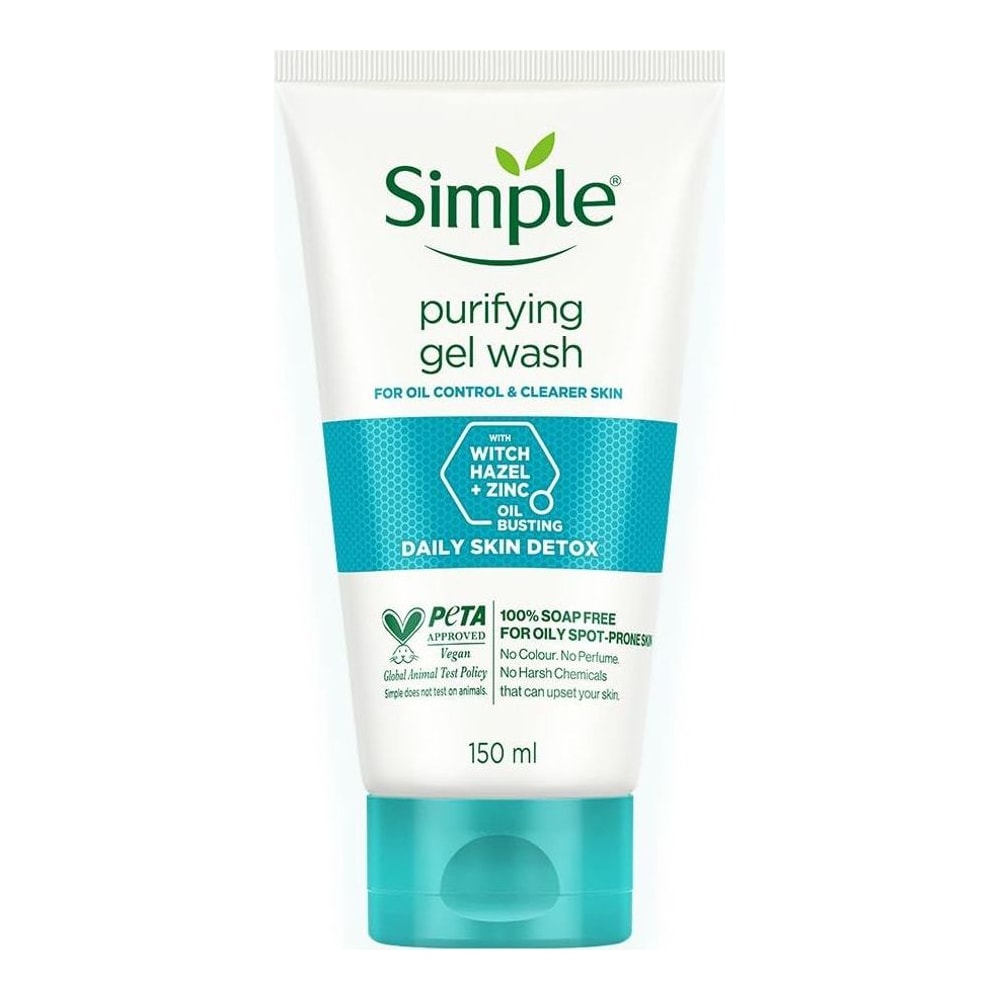 Simple®
purifying
gel wash
FOR OIL CONTROL & CLEARER SKIN
WITH
WITCH
HAZEL
+ ZINC
OIL
BUSTING
DAILY SKIN DETOX
PeTA
APPROVED
Vegan
Global Animal Test Policy
Simple does not test on animals.
100% SOAP FREE
FOR OILY SPOT-PRONE SKIN
No Colour. No Perfume.
No Harsh Chemicals
that can upset your skin.
150 ml